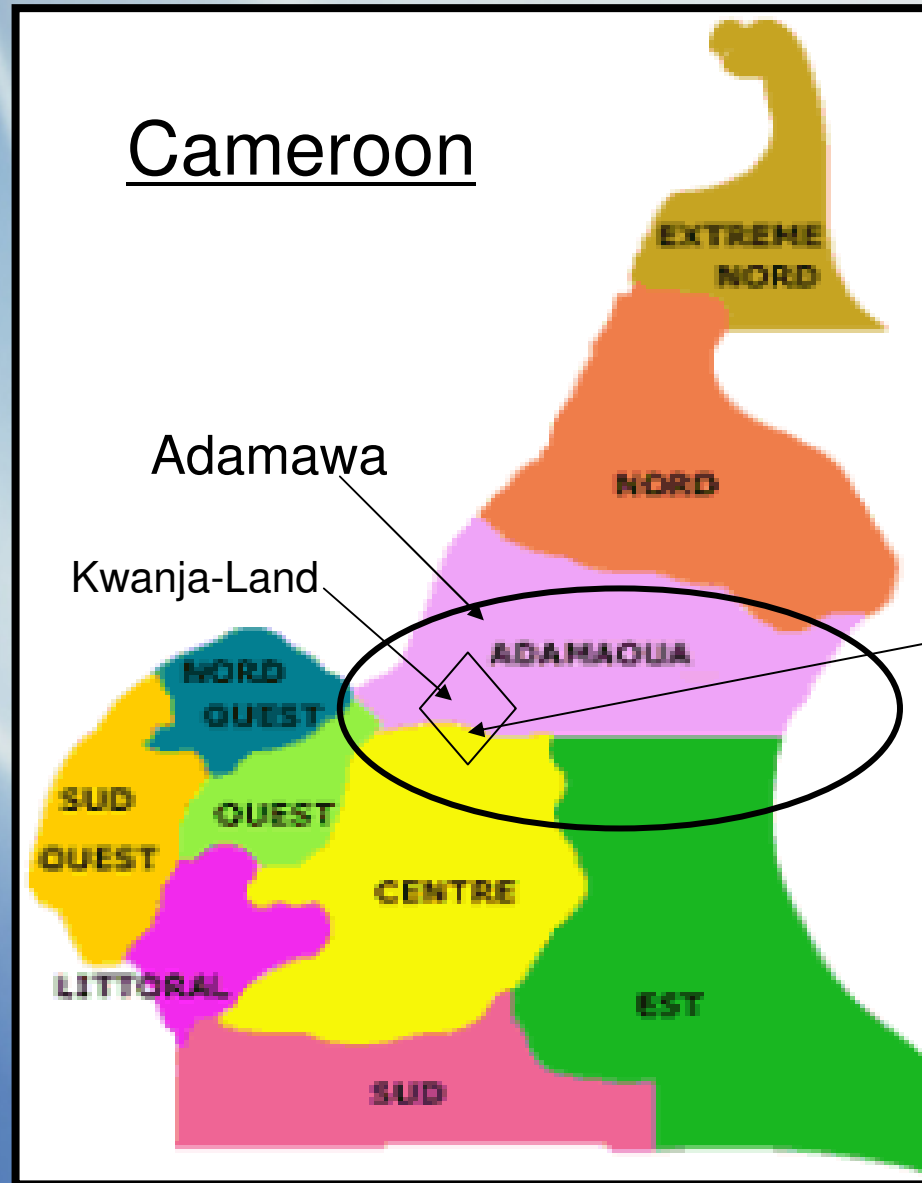 Cameroon
EXTREME
NORD
Adamawa
NORD
Kwanja-Land
ADAMAOUA
NORD
OUEST
SUD
OUEST
OUEST
CENTRE
LITTORAL
EST
SUD